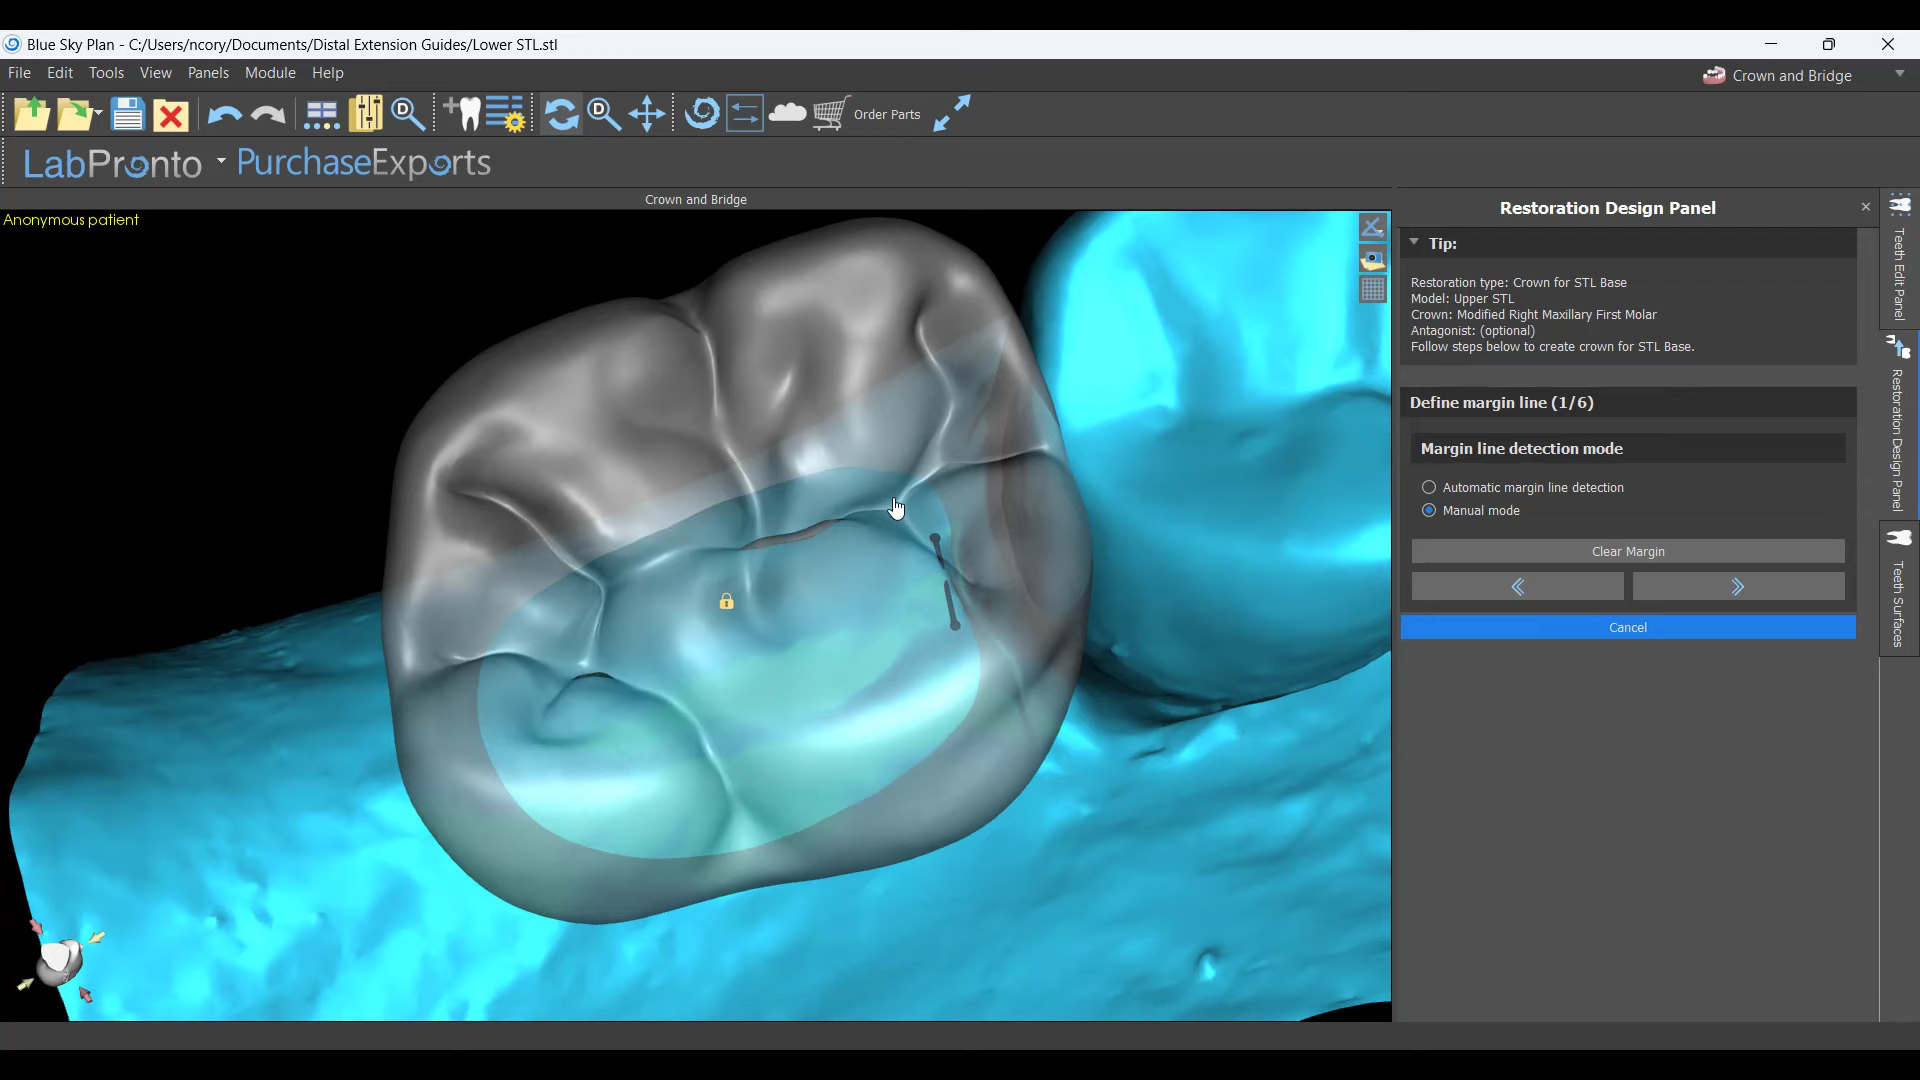 Blue Sky Plan - C:/Users/ncory/Documents/Distal Extension Guides/Lower STL.stl
File Edit Tools View Panels Module Help
Crown and Bridge
Order Parts
LabPronto PurchaseExports
Crown and Bridge
Anonymous patient
Restoration Design Panel
Tip:
Restoration type: Crown for STL Base
Model: Upper STL
Crown: Modified Right Maxillary First Molar
Antagonist: (optional)
Follow steps below to create crown for STL Base.
Define margin line (1/6)
Margin line detection mode
Automatic margin line detection
Manual mode
Clear Margin
Cancel
Teeth Edit Panel
Restoration Design Panel
Teeth Surfaces